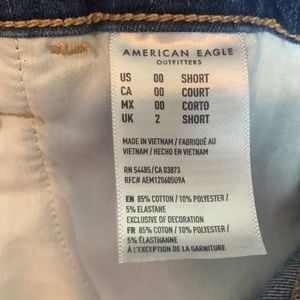 AMERICAN EAGLE
OUTFITTERS
US 00 SHORT
CA 00 COURT
MX 00 CORTO
UK 2 SHORT
MADE IN VIETNAM / FABRIQUÉ AU
VIETNAM / HECHO EN VIETNAM
RN 54485/CA 03873
RFC# AEM120605U9A
EN 85% COTTON / 10% POLYESTER /
5% ELASTANE
EXCLUSIVE OF DECORATION
FR 85% COTON / 10% POLYESTER /
5% ÉLASTHANNE
À L'EXCEPTION DE LA GARNITURE